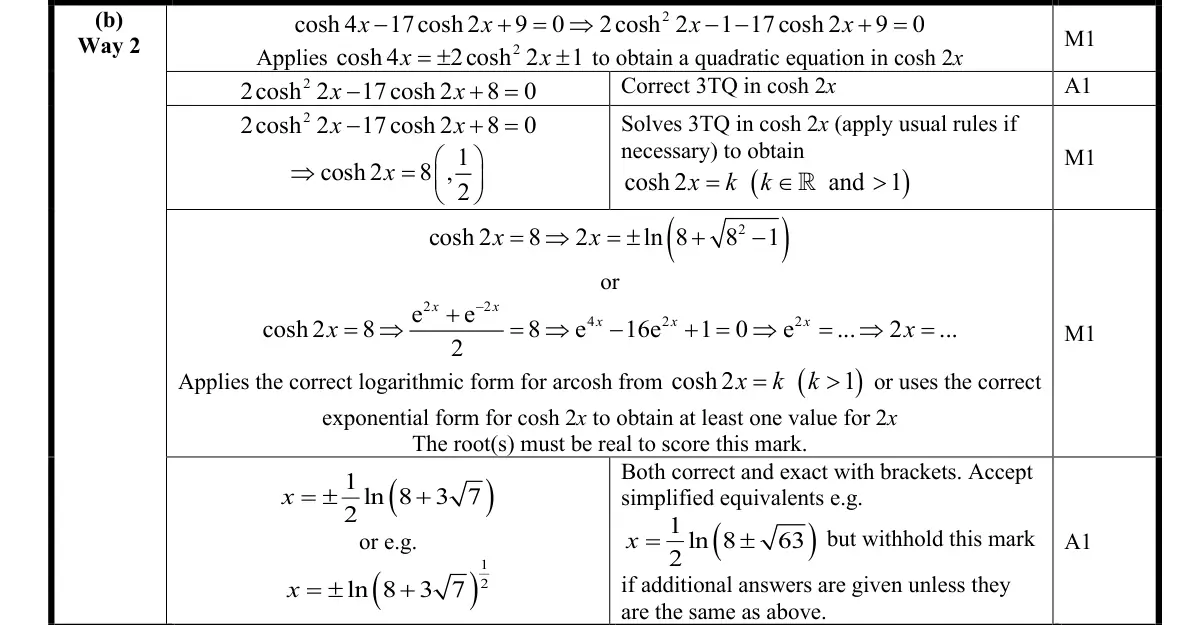 (b)
Way 2
cosh 4x − 17 cosh 2x + 9 = 0 ⇒ 2 cosh² 2x − 1 − 17 cosh 2x + 9 = 0
Applies cosh 4x = ±2 cosh² 2x ± 1 to obtain a quadratic equation in cosh 2x
M1
2 cosh² 2x − 17 cosh 2x + 8 = 0
Correct 3TQ in cosh 2x
A1
2 cosh² 2x − 17 cosh 2x + 8 = 0
⇒ cosh 2x = 8 (, 1/2)
Solves 3TQ in cosh 2x (apply usual rules if
necessary) to obtain
cosh 2x = k (k ∈ ℝ and > 1)
M1
cosh 2x = 8 ⇒ 2x = ± ln (8 + √(8² − 1))
or
cosh 2x = 8 ⇒ (e²ˣ + e⁻²ˣ)/2 = 8 ⇒ e⁴ˣ − 16e²ˣ + 1 = 0 ⇒ e²ˣ = ... ⇒ 2x = ...
Applies the correct logarithmic form for arcosh from cosh 2x = k (k > 1) or uses the correct
exponential form for cosh 2x to obtain at least one value for 2x
The root(s) must be real to score this mark.
M1
x = ± 1/2 ln (8 + 3√7)
or e.g.
x = ± ln (8 + 3√7)^(1/2)
Both correct and exact with brackets. Accept
simplified equivalents e.g.
x = 1/2 ln (8 ± √63) but withhold this mark
if additional answers are given unless they
are the same as above.
A1